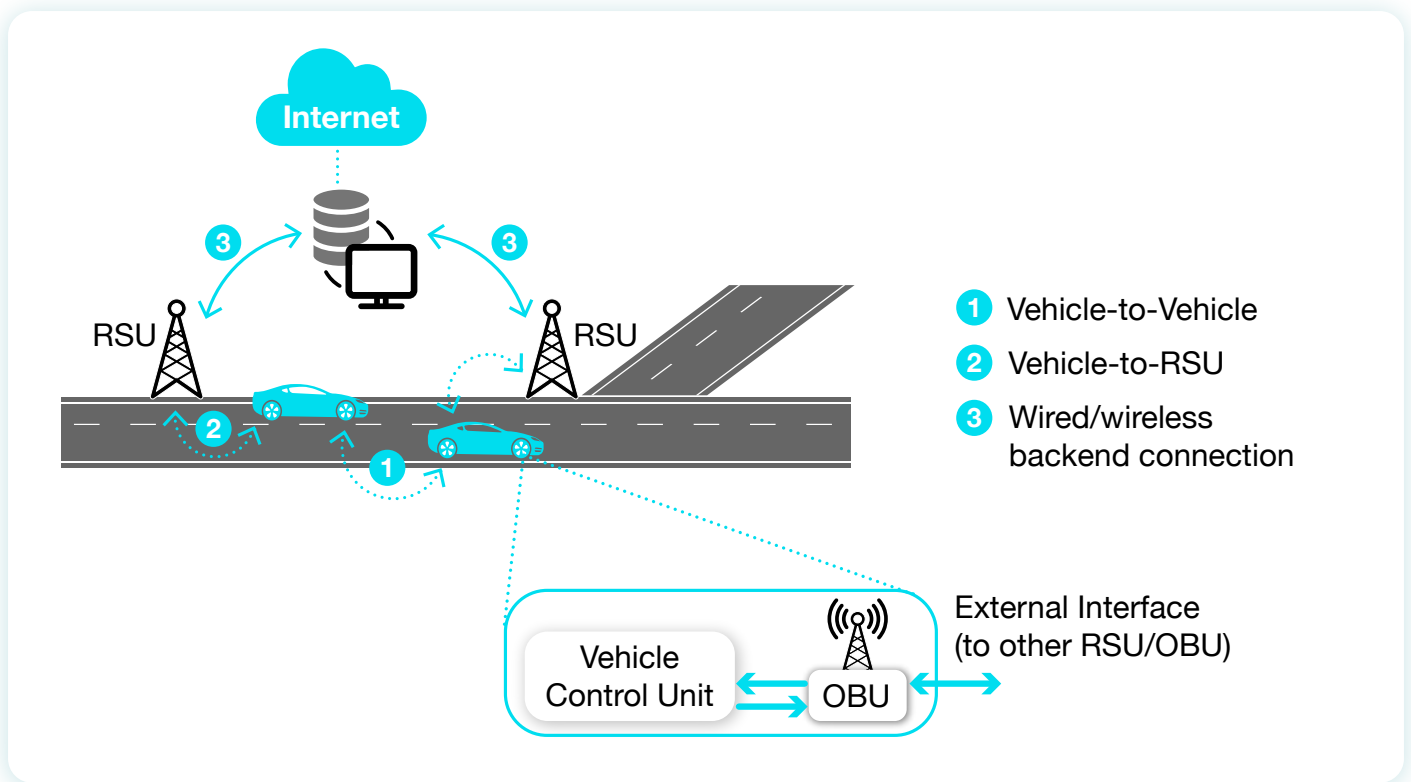 Internet
3
3
RSU
RSU
2
1
1 Vehicle-to-Vehicle
2 Vehicle-to-RSU
3 Wired/wireless
backend connection
External Interface
(to other RSU/OBU)
Vehicle
Control Unit
OBU